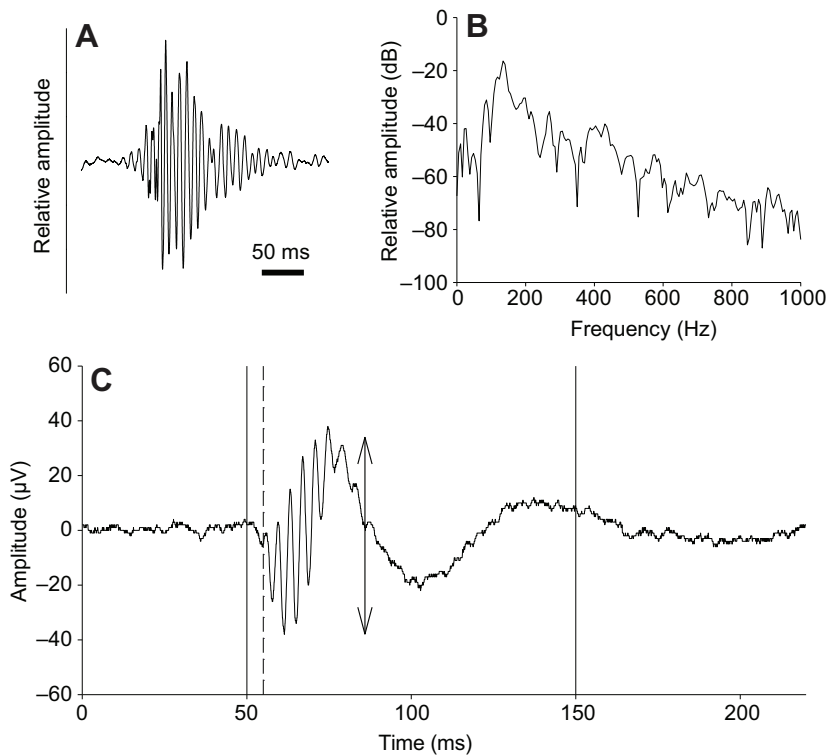 A
Relative amplitude
50 ms
B
Relative amplitude (dB)
0
–20
–40
–60
–80
–100
0 200 400 600 800 1000
Frequency (Hz)
C
Amplitude (µV)
60
40
20
0
–20
–40
–60
0 50 100 150 200
Time (ms)